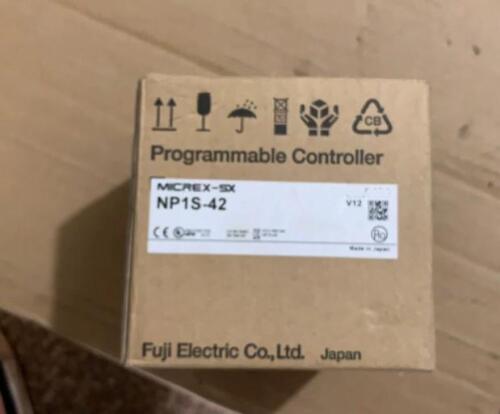 CB
Programmable Controller
MICREX-SX
NP1S-42
V12
Made in Japan
Fuji Electric Co.,Ltd. Japan